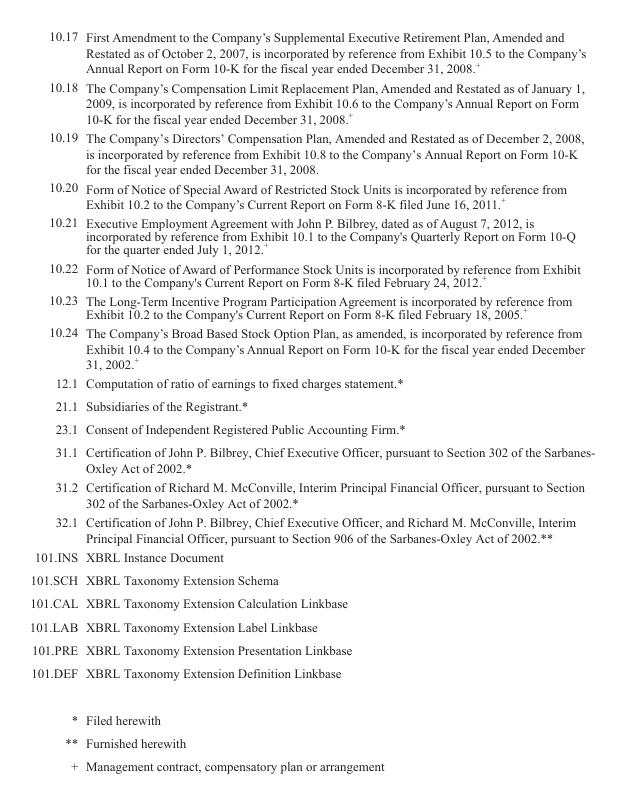 10.17 First Amendment to the Company’s Supplemental Executive Retirement Plan, Amended and
Restated as of October 2, 2007, is incorporated by reference from Exhibit 10.5 to the Company’s
Annual Report on Form 10-K for the fiscal year ended December 31, 2008.+
10.18 The Company’s Compensation Limit Replacement Plan, Amended and Restated as of January 1,
2009, is incorporated by reference from Exhibit 10.6 to the Company’s Annual Report on Form
10-K for the fiscal year ended December 31, 2008.+
10.19 The Company’s Directors’ Compensation Plan, Amended and Restated as of December 2, 2008,
is incorporated by reference from Exhibit 10.8 to the Company’s Annual Report on Form 10-K
for the fiscal year ended December 31, 2008.
10.20 Form of Notice of Special Award of Restricted Stock Units is incorporated by reference from
Exhibit 10.2 to the Company’s Current Report on Form 8-K filed June 16, 2011.+
10.21 Executive Employment Agreement with John P. Bilbrey, dated as of August 7, 2012, is
incorporated by reference from Exhibit 10.1 to the Company's Quarterly Report on Form 10-Q
for the quarter ended July 1, 2012.+
10.22 Form of Notice of Award of Performance Stock Units is incorporated by reference from Exhibit
10.1 to the Company's Current Report on Form 8-K filed February 24, 2012.+
10.23 The Long-Term Incentive Program Participation Agreement is incorporated by reference from
Exhibit 10.2 to the Company's Current Report on Form 8-K filed February 18, 2005.+
10.24 The Company’s Broad Based Stock Option Plan, as amended, is incorporated by reference from
Exhibit 10.4 to the Company’s Annual Report on Form 10-K for the fiscal year ended December
31, 2002.+
12.1 Computation of ratio of earnings to fixed charges statement.*
21.1 Subsidiaries of the Registrant.*
23.1 Consent of Independent Registered Public Accounting Firm.*
31.1 Certification of John P. Bilbrey, Chief Executive Officer, pursuant to Section 302 of the Sarbanes-
Oxley Act of 2002.*
31.2 Certification of Richard M. McConville, Interim Principal Financial Officer, pursuant to Section
302 of the Sarbanes-Oxley Act of 2002.*
32.1 Certification of John P. Bilbrey, Chief Executive Officer, and Richard M. McConville, Interim
Principal Financial Officer, pursuant to Section 906 of the Sarbanes-Oxley Act of 2002.**
101.INS XBRL Instance Document
101.SCH XBRL Taxonomy Extension Schema
101.CAL XBRL Taxonomy Extension Calculation Linkbase
101.LAB XBRL Taxonomy Extension Label Linkbase
101.PRE XBRL Taxonomy Extension Presentation Linkbase
101.DEF XBRL Taxonomy Extension Definition Linkbase
* Filed herewith
** Furnished herewith
+ Management contract, compensatory plan or arrangement